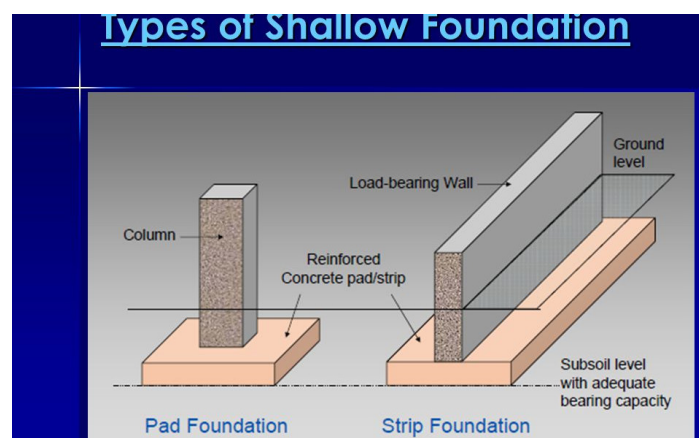 Types of Shallow Foundation
Ground
level
Load-bearing Wall
Column
Reinforced
Concrete pad/strip
Subsoil level
with adequate
bearing capacity
Pad Foundation
Strip Foundation